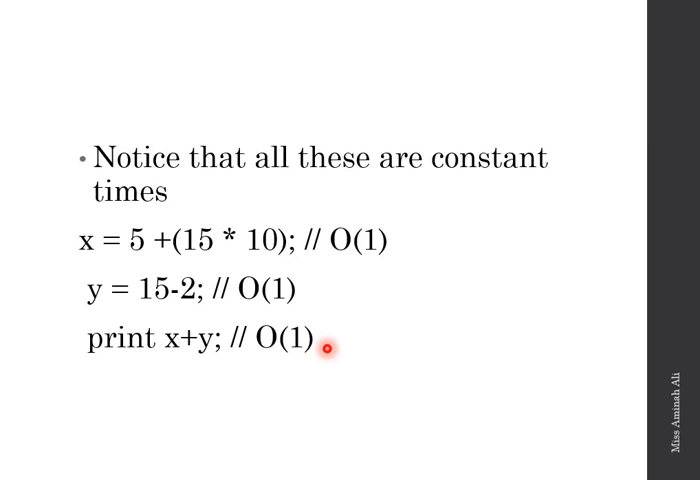 • Notice that all these are constant
times
x = 5 +(15 * 10); // O(1)
y = 15-2; // O(1)
print x+y; // O(1)
Miss Aminah Ali